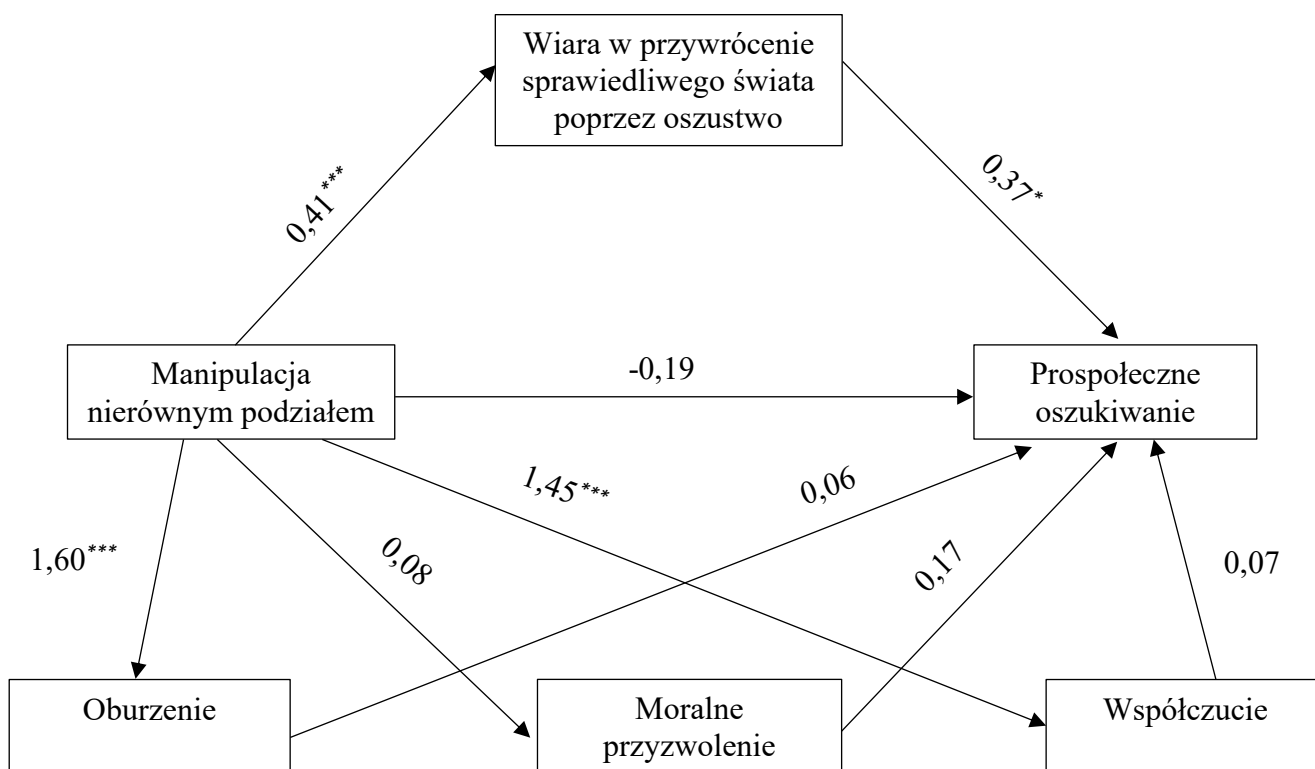 Wiara w przywrócenie
sprawiedliwego świata
poprzez oszustwo
0,41***
0,37*
Manipulacja
nierównym podziałem
-0,19
Prospołeczne
oszukiwanie
1,60***
0,08
1,45***
0,06
0,17
0,07
Oburzenie
Moralne
przyzwolenie
Współczucie